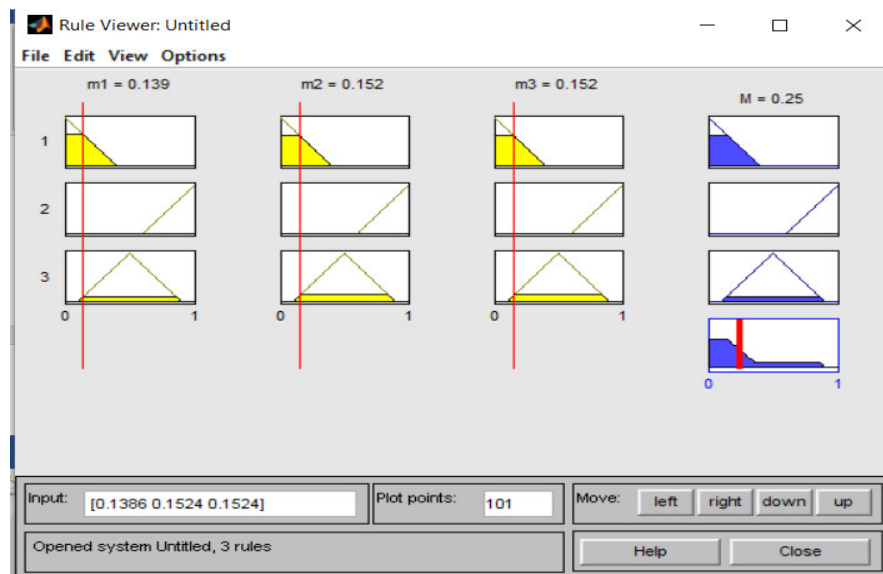 Rule Viewer: Untitled
File Edit View Options
m1 = 0.139 m2 = 0.152 m3 = 0.152 M = 0.25
1
2
3
0 1 0 1 0 1
0 1
Input: [0.1386 0.1524 0.1524] Plot points: 101 Move: left right down up
Opened system Untitled, 3 rules Help Close